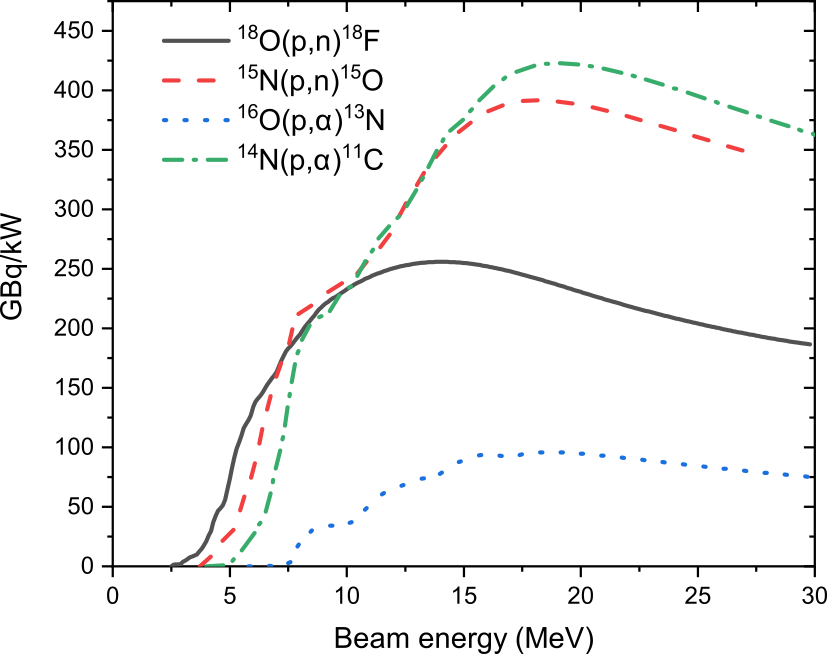 ¹⁸O(p,n)¹⁸F
¹⁵N(p,n)¹⁵O
¹⁶O(p,α)¹³N
¹⁴N(p,α)¹¹C
GBq/kW
450
400
350
300
250
200
150
100
50
0
0 5 10 15 20 25 30
Beam energy (MeV)